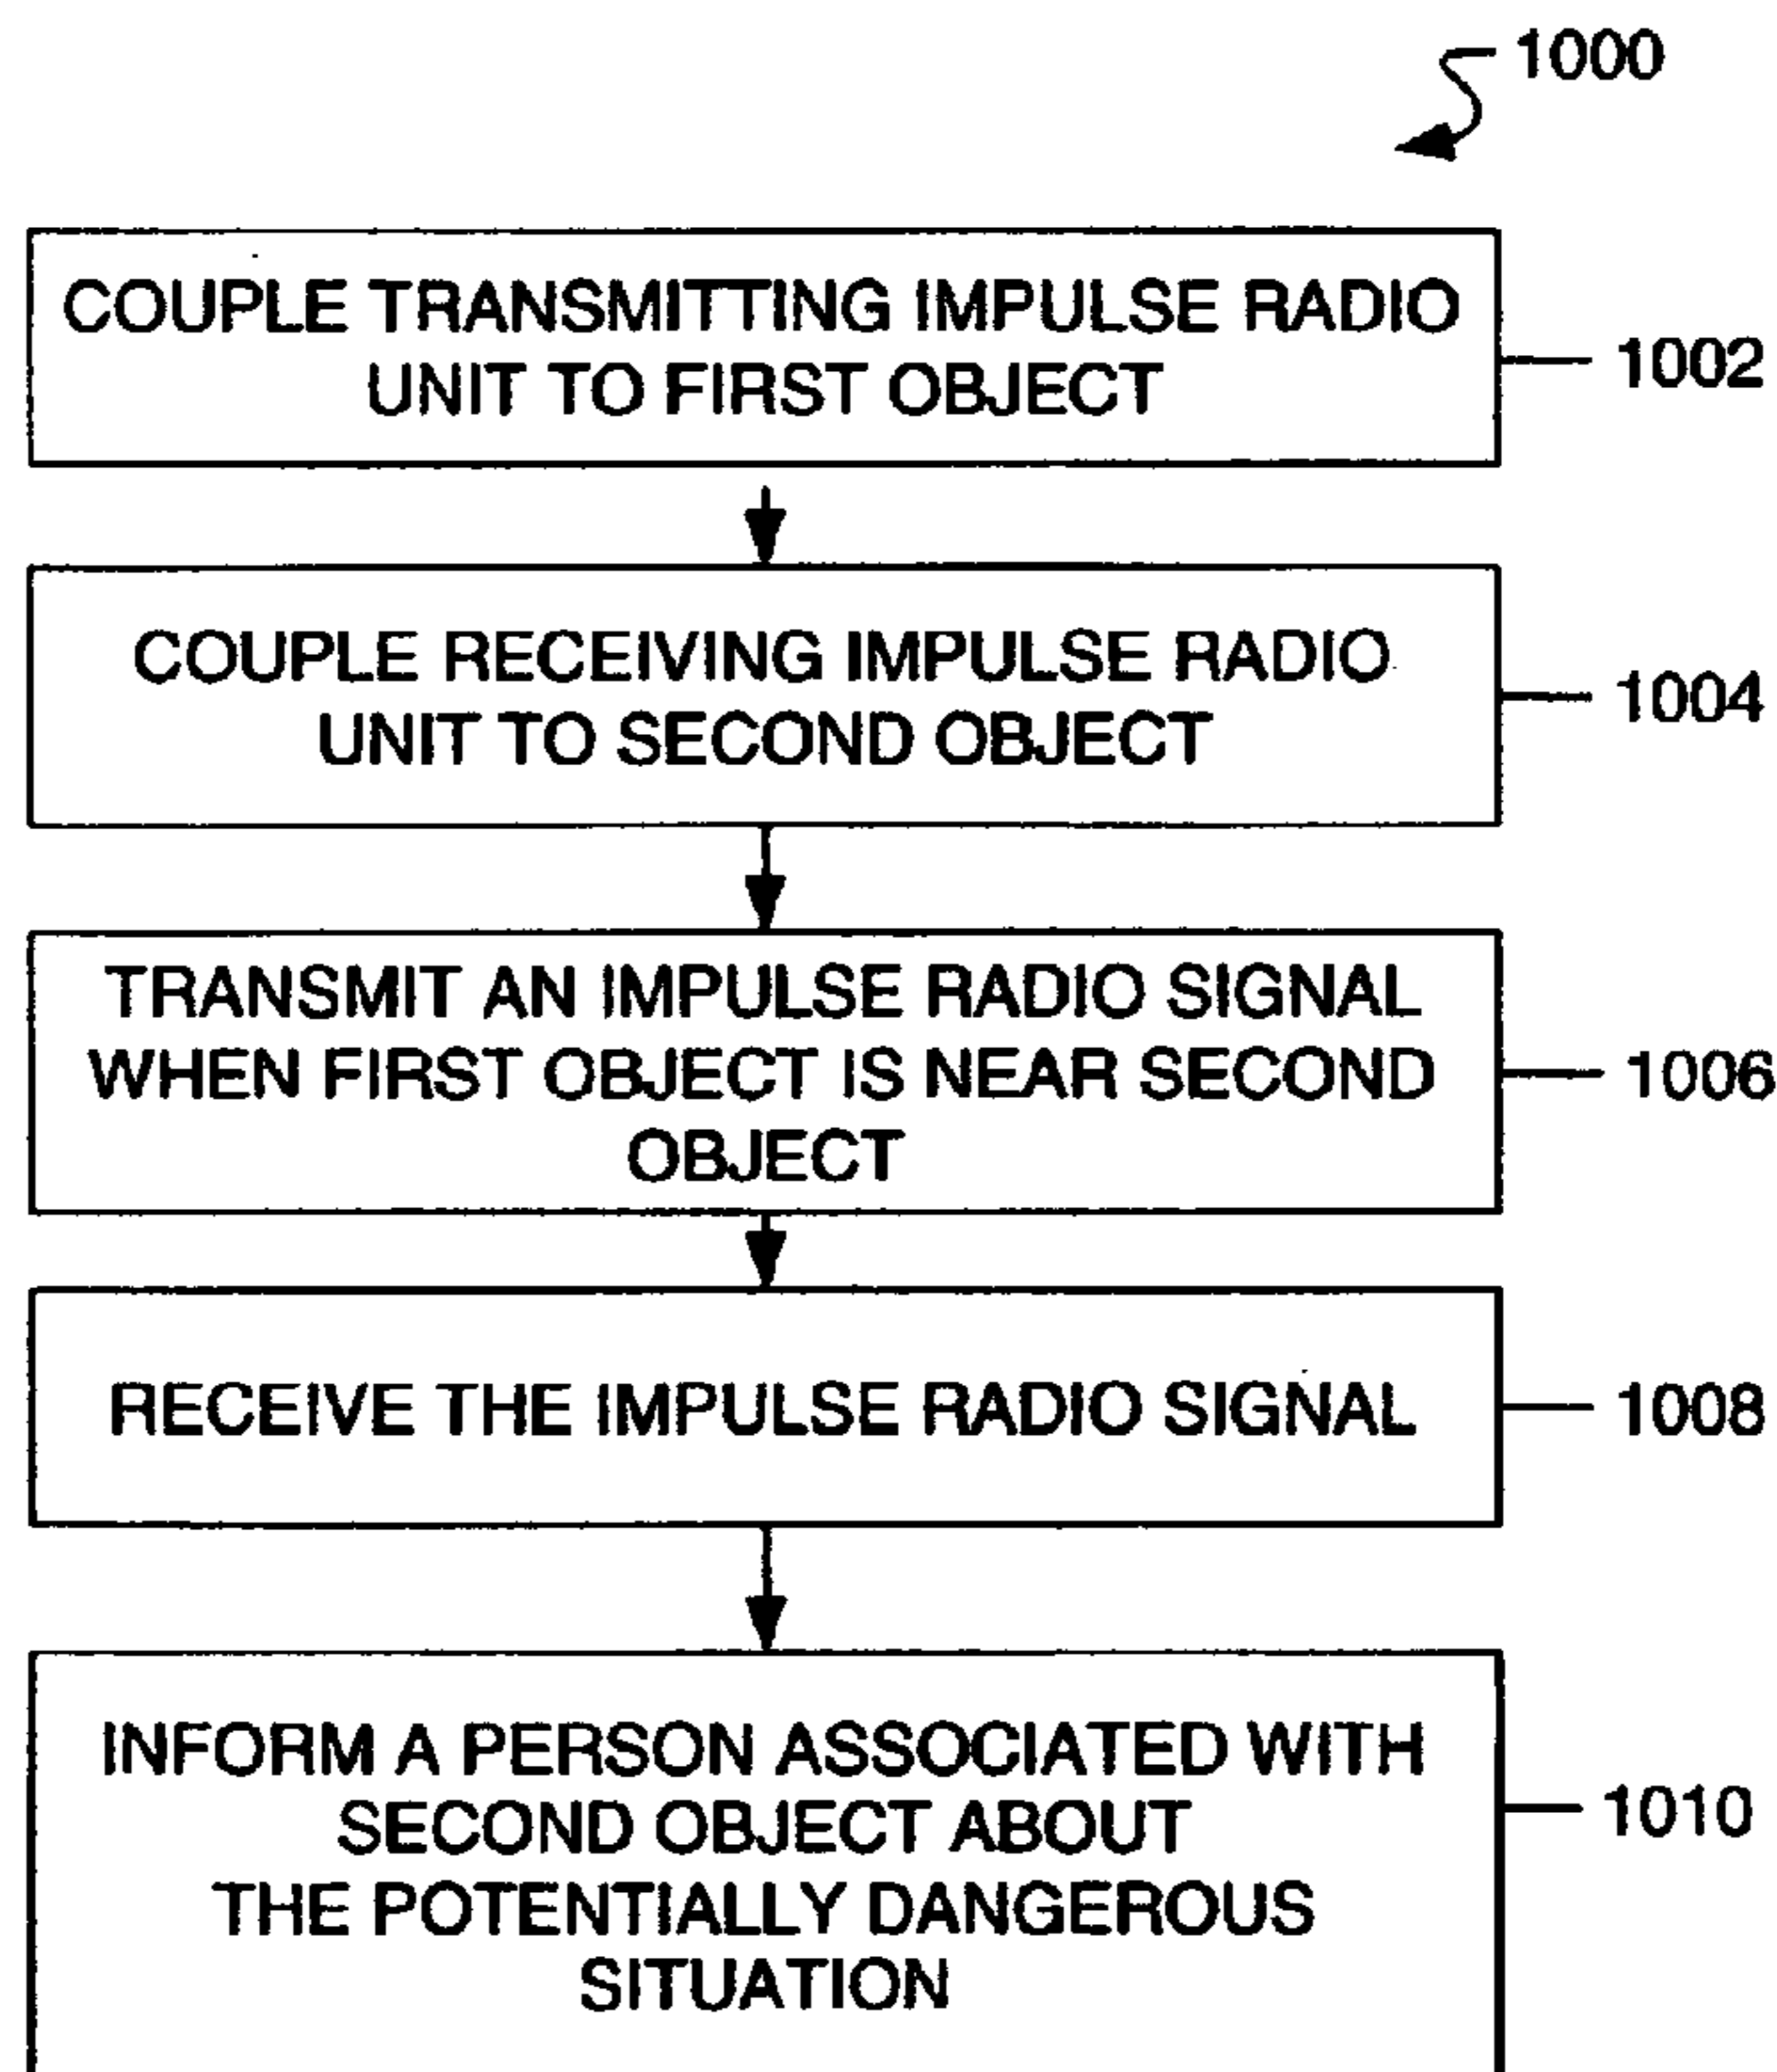 1000
COUPLE TRANSMITTING IMPULSE RADIO
UNIT TO FIRST OBJECT
1002
COUPLE RECEIVING IMPULSE RADIO
UNIT TO SECOND OBJECT
1004
TRANSMIT AN IMPULSE RADIO SIGNAL
WHEN FIRST OBJECT IS NEAR SECOND
OBJECT
1006
RECEIVE THE IMPULSE RADIO SIGNAL
1008
INFORM A PERSON ASSOCIATED WITH
SECOND OBJECT ABOUT
THE POTENTIALLY DANGEROUS
SITUATION
1010